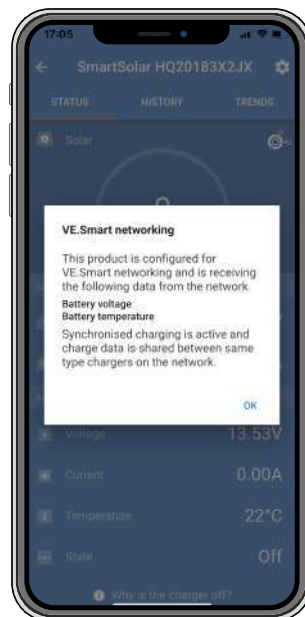 17:05
SmartSolar HQ20183X2JX
STATUS HISTORY TRENDS
Solar
VE.Smart networking
This product is configured for
VE.Smart networking and is receiving
the following data from the network.
Battery voltage
Battery temperature
Synchronised charging is active and
charge data is shared between same
type chargers on the network.
OK
Voltage 13.53V
Current 0.00A
Temperature 22°C
State Off
Why is the charger off?